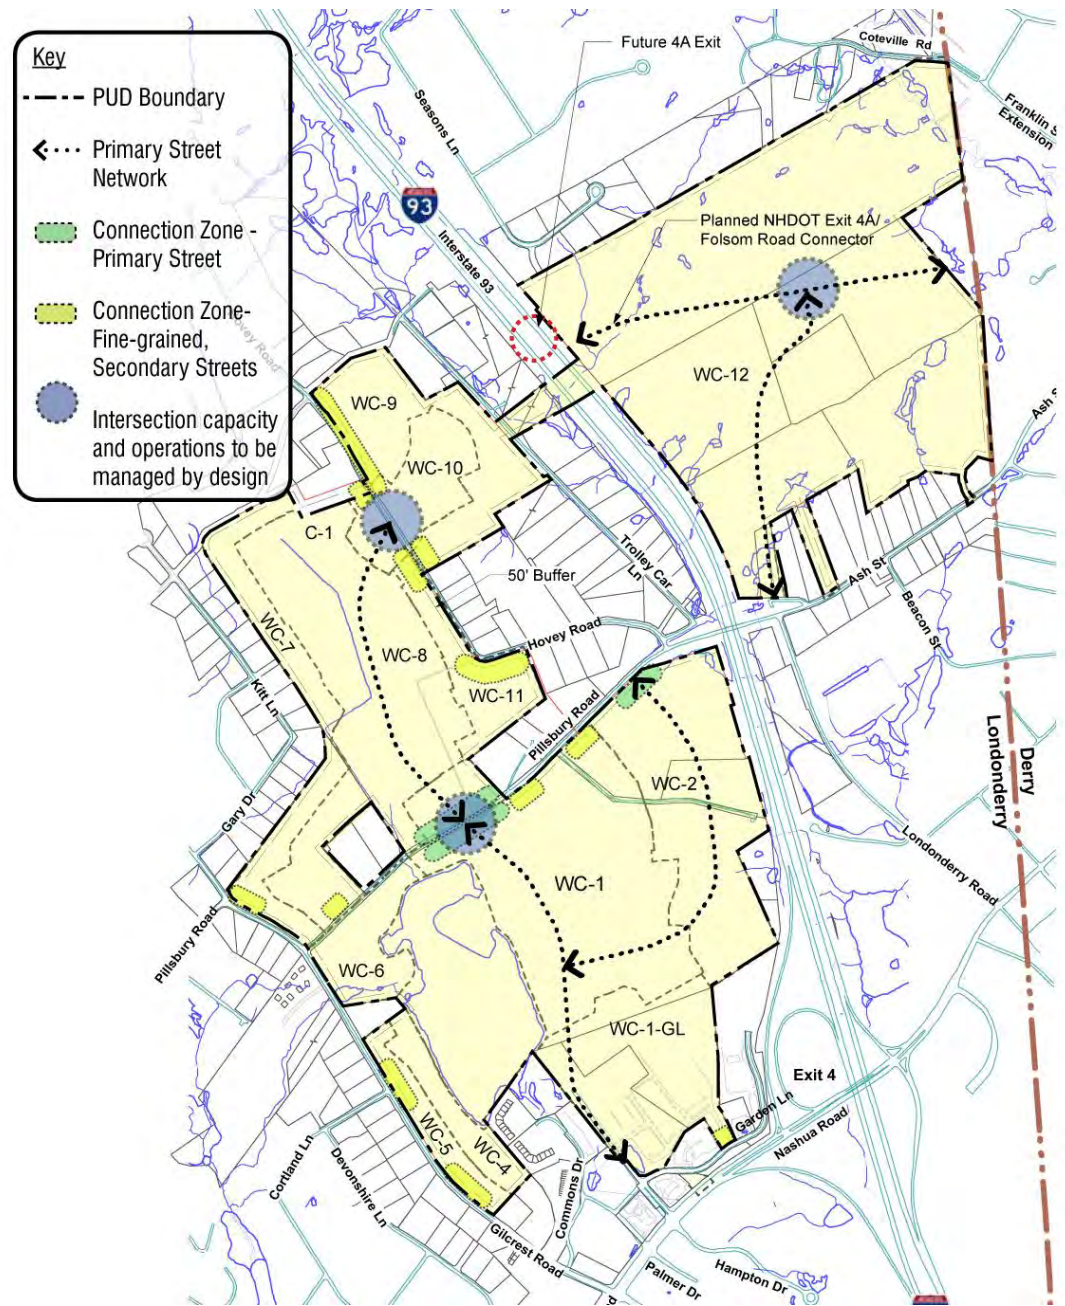 Key
PUD Boundary
Primary Street
Network
Connection Zone -
Primary Street
Connection Zone-
Fine-grained,
Secondary Streets
Intersection capacity
and operations to be
managed by design
Future 4A Exit
Coteville Rd
Franklin S
Extension
Seasons Ln
93
Interstate 93
Planned NHDOT Exit 4A/
Folsom Road Connector
ovey Road
WC-12
WC-9
WC-10
C-1
Ash S
Trolley Car
Ln
50' Buffer
Ash St
Beacon St
Hovey Road
WC-7
WC-8
WC-11
Kitt Ln
Pillsbury Road
WC-2
Derry
Londonderry
Gary Dr
Londonderry Road
WC-1
Pillsbury Road
WC-6
WC-1-GL
Exit 4
Garden Ln
Nashua Road
WC-5
WC-4
Cortland Ln
Devonshire Ln
Commons Dr
Gilcrest Road
Palmer Dr
Hampton Dr